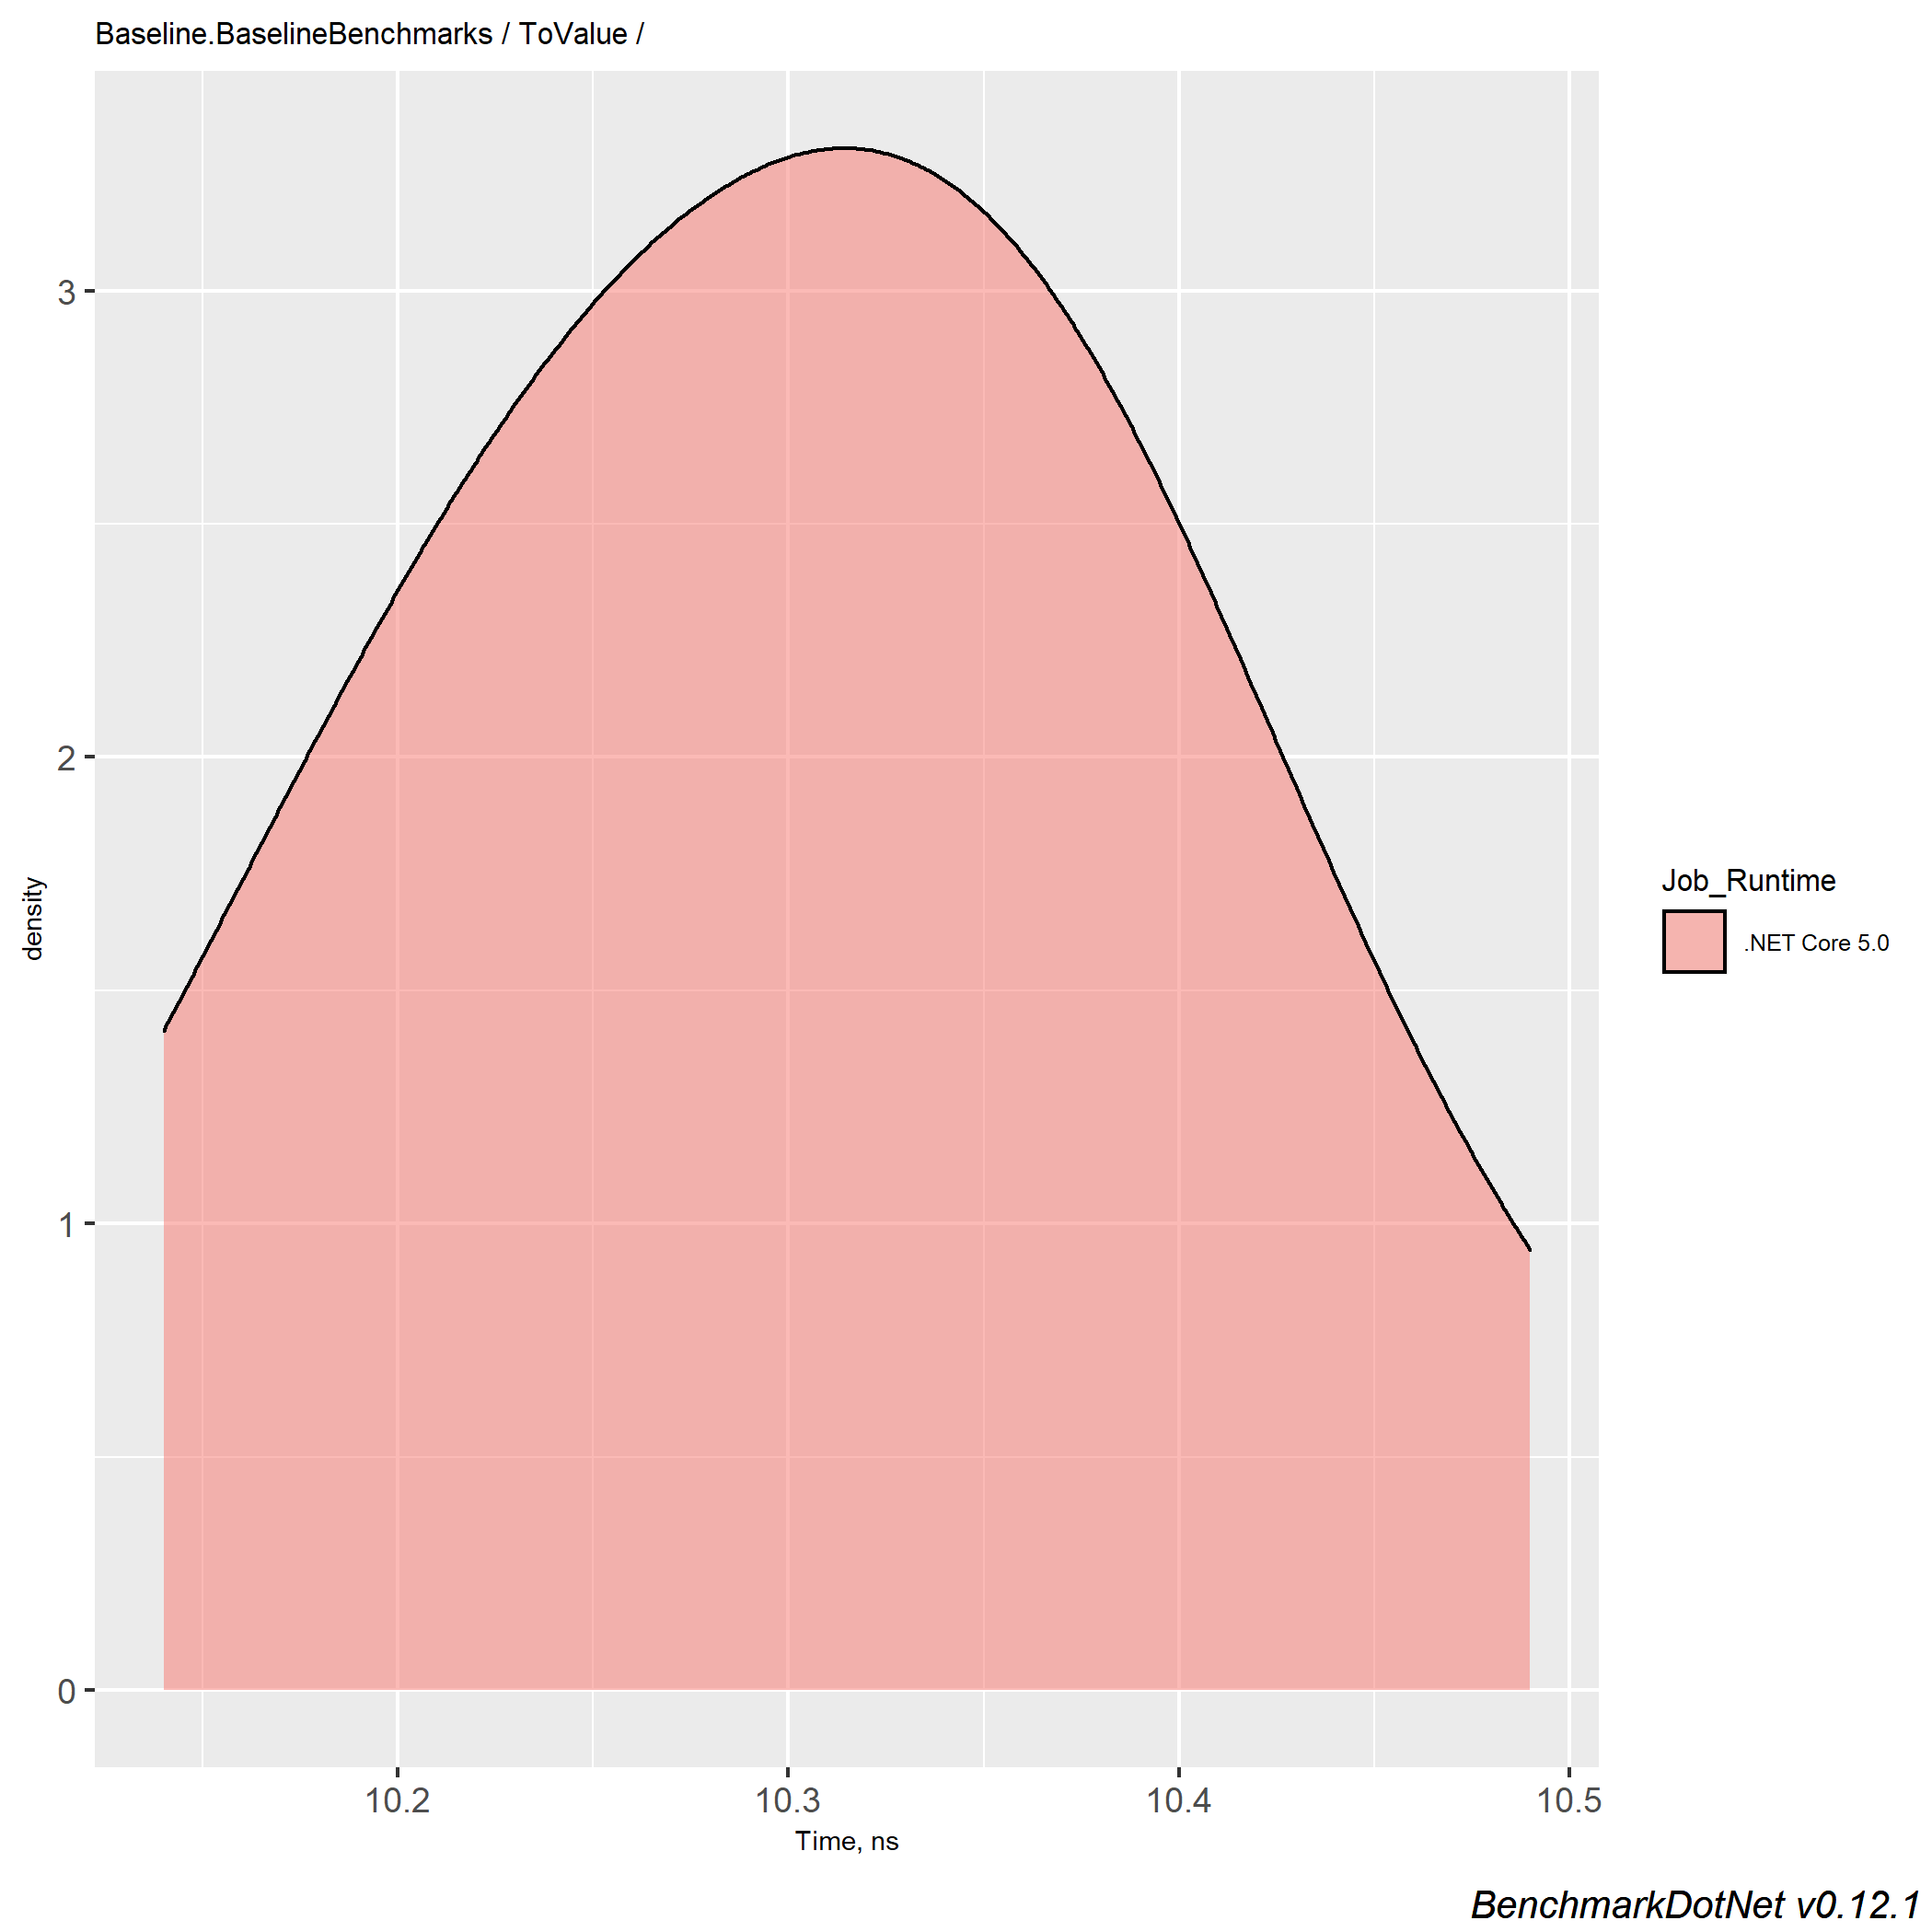 Baseline.BaselineBenchmarks / ToValue /
3
2
1
0
density
10.2 10.3 10.4 10.5
Time, ns
Job_Runtime
.NET Core 5.0
BenchmarkDotNet v0.12.1